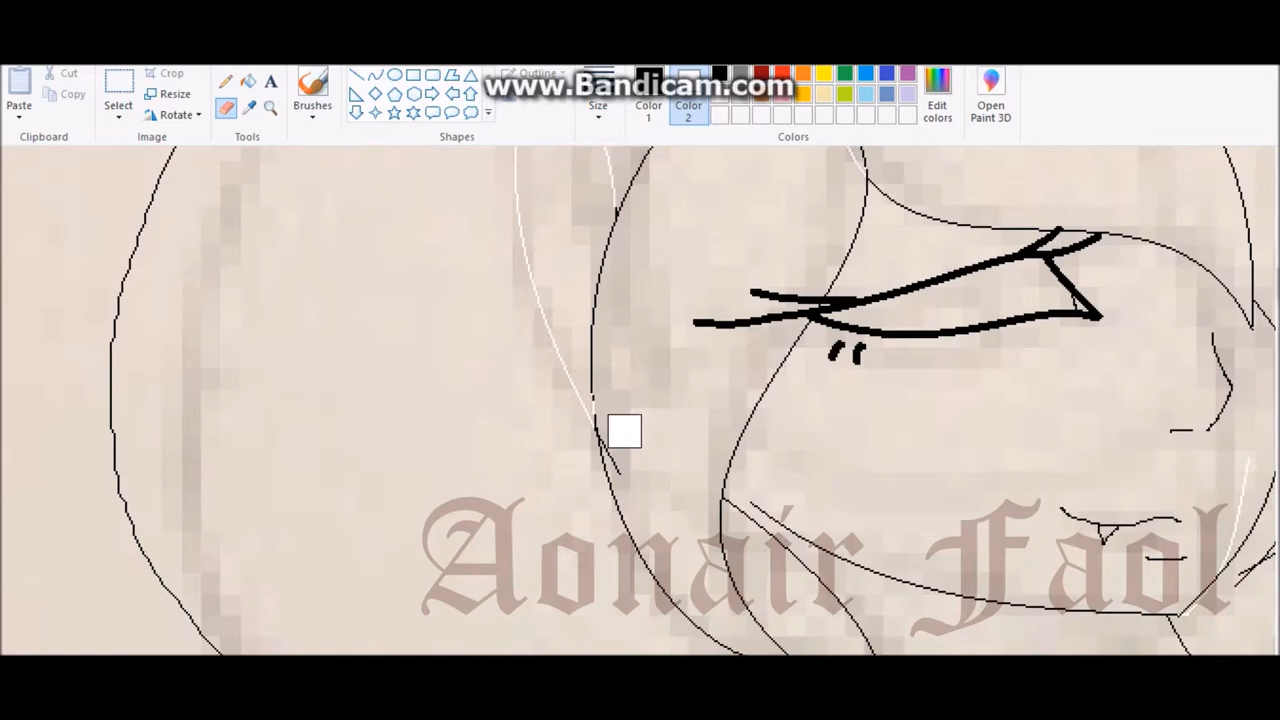 www.Bandicam.com
Paste
Cut
Copy
Clipboard
Select
Crop
Resize
Rotate
Image
A
Tools
Brushes
Outline
Shapes
Size
Color
1
Color
2
Colors
Edit
colors
Open
Paint 3D
Aonair Faol